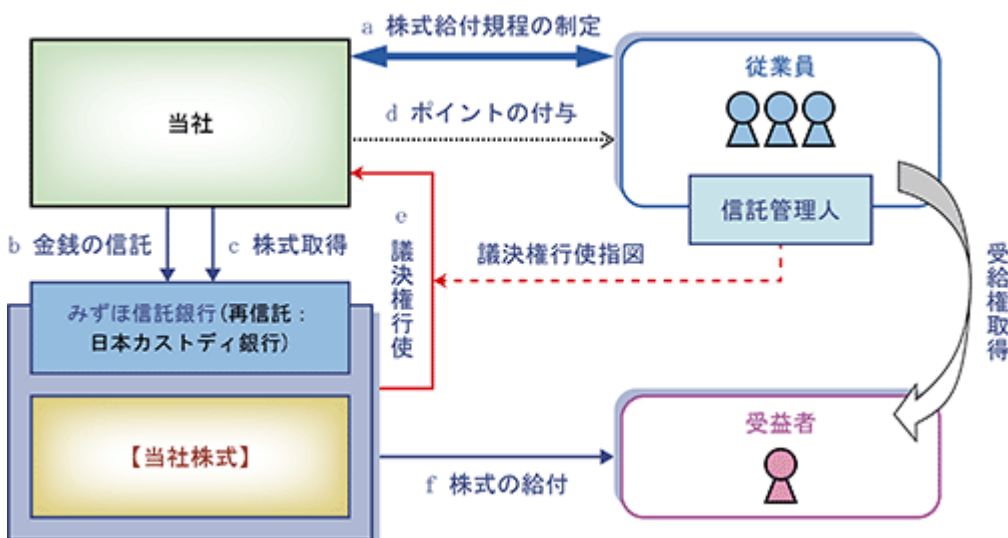 a 株式給付規程の制定
従業員
当社
d ポイントの付与
信託管理人
b 金銭の信託
c 株式取得
e 議決権行使
議決権行使指図
受給権取得
みずほ信託銀行(再信託:
日本カストディ銀行)
【当社株式】
受益者
f 株式の給付